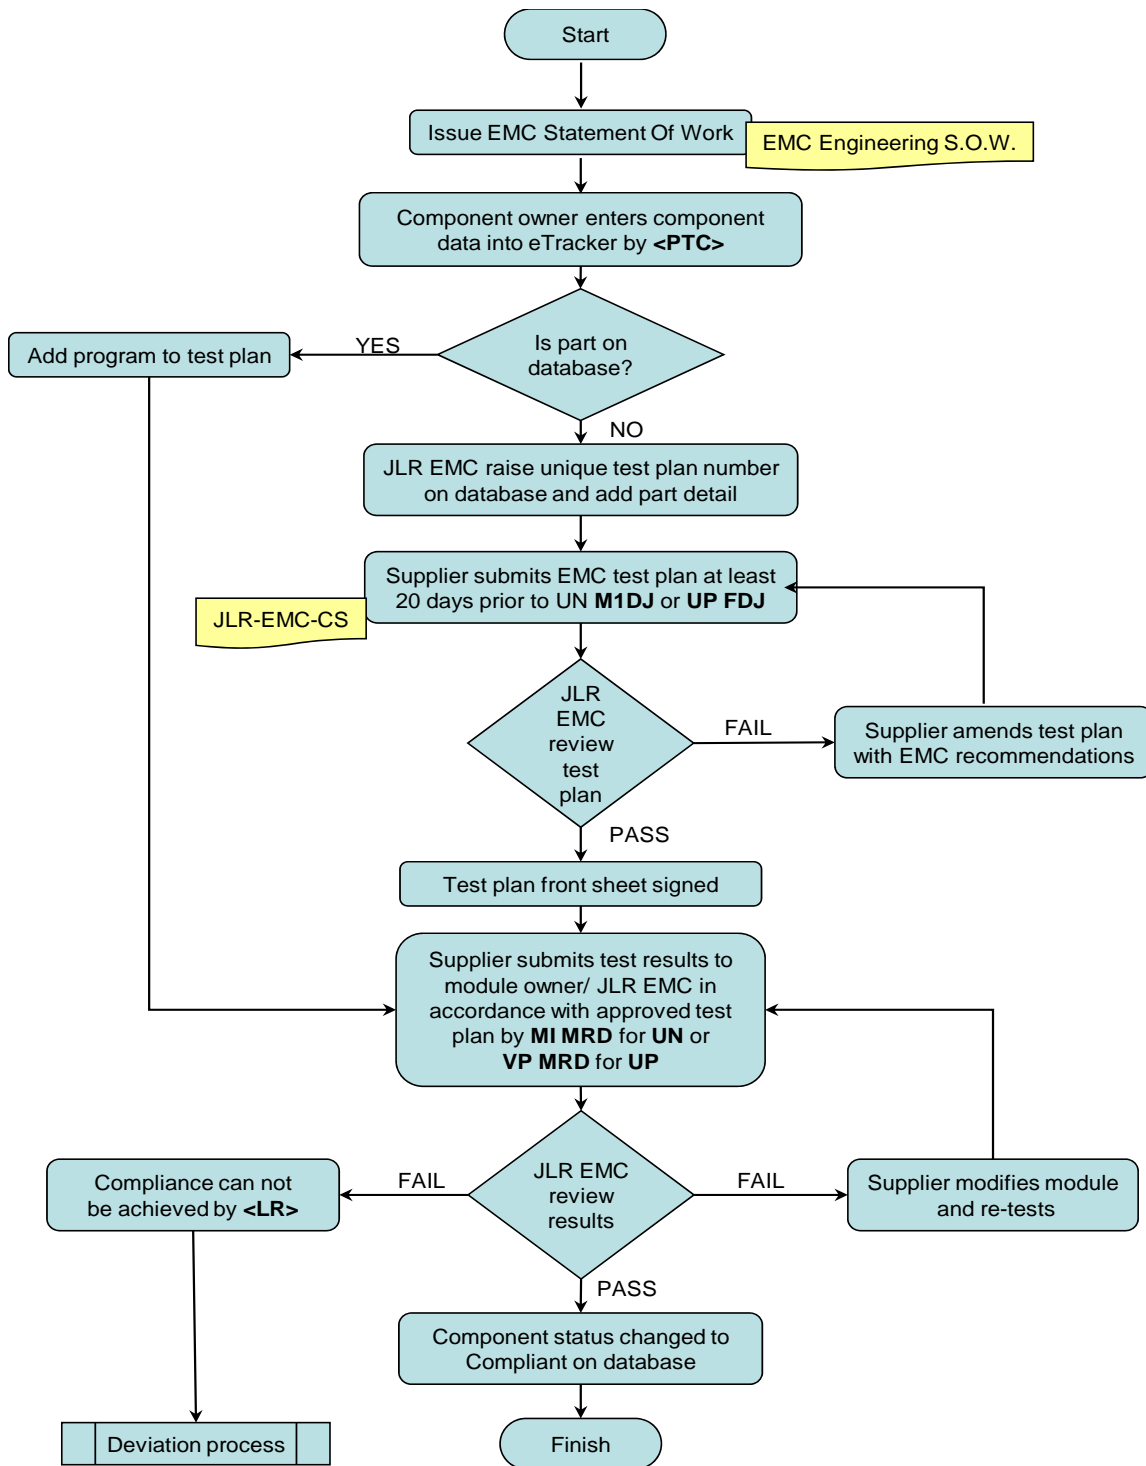 Start
Issue EMC Statement Of Work
EMC Engineering S.O.W.
Component owner enters component
data into eTracker by <PTC>
Is part on
database?
YES
Add program to test plan
NO
JLR EMC raise unique test plan number
on database and add part detail
Supplier submits EMC test plan at least
20 days prior to UN M1DJ or UP FDJ
JLR-EMC-CS
JLR
EMC
review
test
plan
FAIL
Supplier amends test plan
with EMC recommendations
PASS
Test plan front sheet signed
Supplier submits test results to
module owner/ JLR EMC in
accordance with approved test
plan by MI MRD for UN or
VP MRD for UP
JLR EMC
review
results
FAIL
Compliance can not
be achieved by <LR>
FAIL
Supplier modifies module
and re-tests
PASS
Component status changed to
Compliant on database
Deviation process
Finish